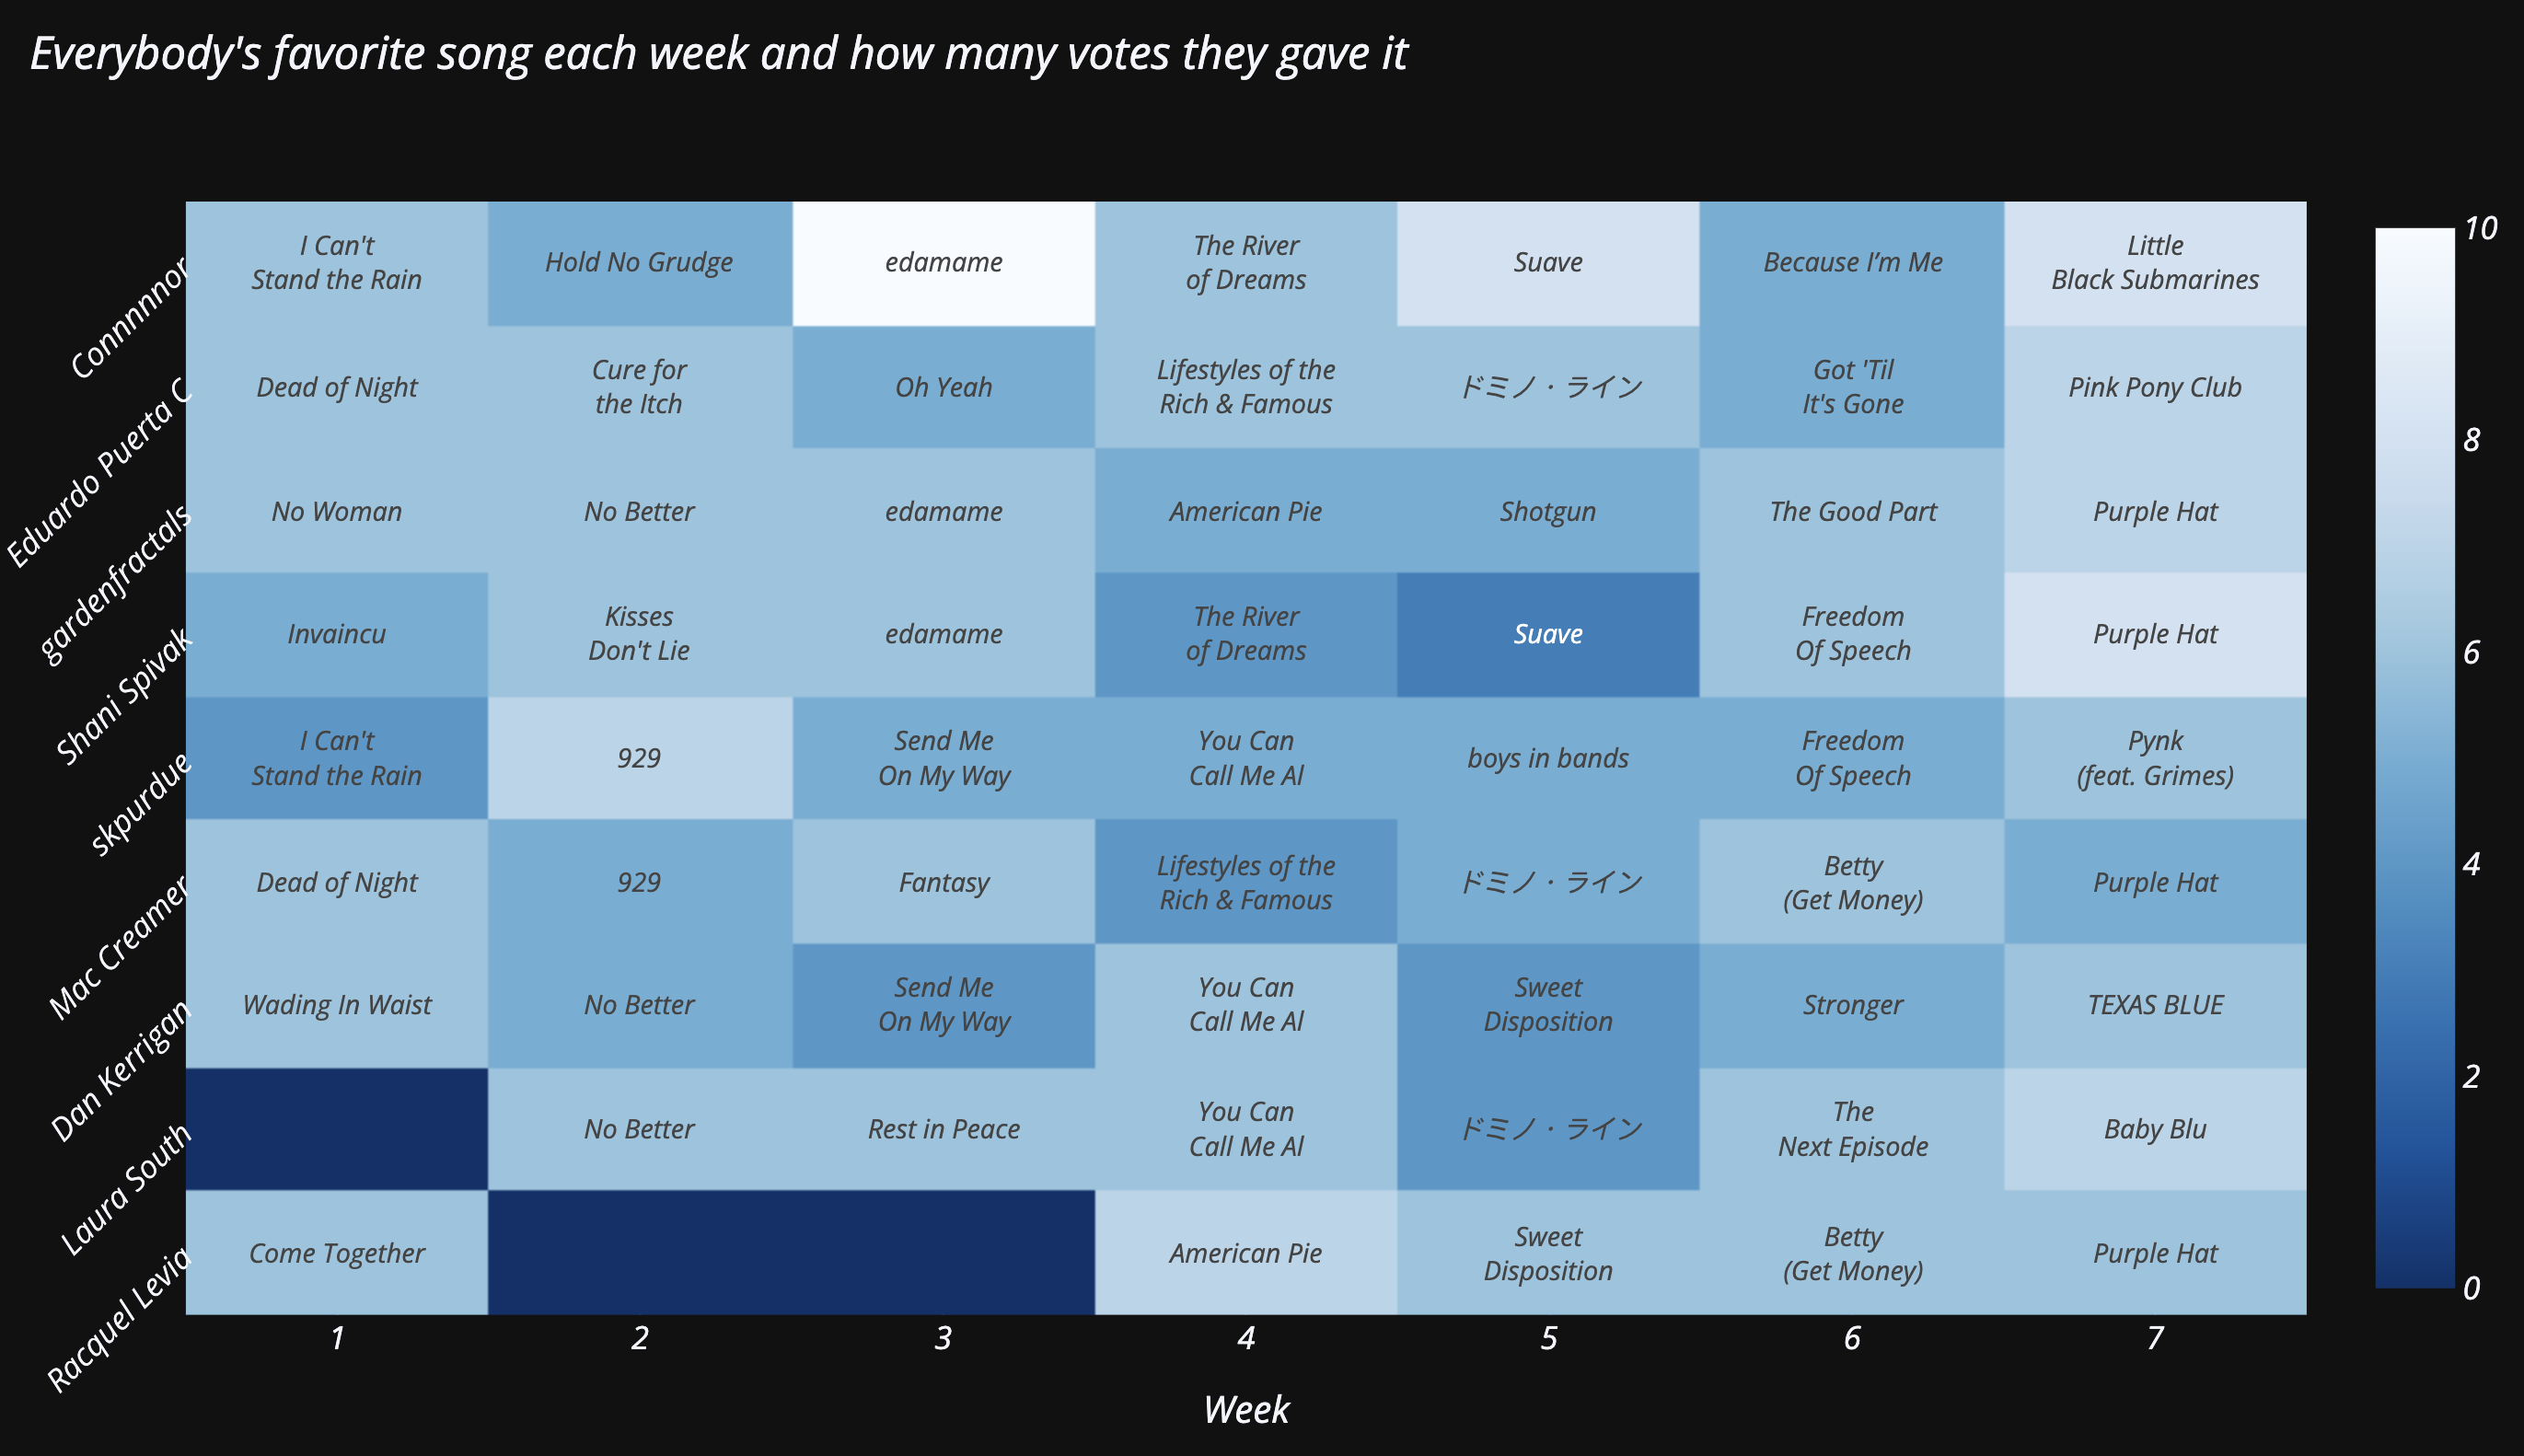 Everybody's favorite song each week and how many votes they gave it
Connnnor
I Can't
Stand the Rain
Hold No Grudge
edamame
The River
of Dreams
Suave
Because I’m Me
Little
Black Submarines
Eduardo Puerta C
Dead of Night
Cure for
the Itch
Oh Yeah
Lifestyles of the
Rich & Famous
ドミノ・ライン
Got 'Til
It's Gone
Pink Pony Club
gardenfractals
No Woman
No Better
edamame
American Pie
Shotgun
The Good Part
Purple Hat
Shani Spivak
Invaincu
Kisses
Don't Lie
edamame
The River
of Dreams
Suave
Freedom
Of Speech
Purple Hat
skpurdue
I Can't
Stand the Rain
929
Send Me
On My Way
You Can
Call Me Al
boys in bands
Freedom
Of Speech
Pynk
(feat. Grimes)
Mac Creamer
Dead of Night
929
Fantasy
Lifestyles of the
Rich & Famous
ドミノ・ライン
Betty
(Get Money)
Purple Hat
Dan Kerrigan
Wading In Waist
No Better
Send Me
On My Way
You Can
Call Me Al
Sweet
Disposition
Stronger
TEXAS BLUE
Laura South
No Better
Rest in Peace
You Can
Call Me Al
ドミノ・ライン
The
Next Episode
Baby Blu
Racquel Levia
Come Together
American Pie
Sweet
Disposition
Betty
(Get Money)
Purple Hat
1
2
3
4
5
6
7
Week
10
8
6
4
2
0